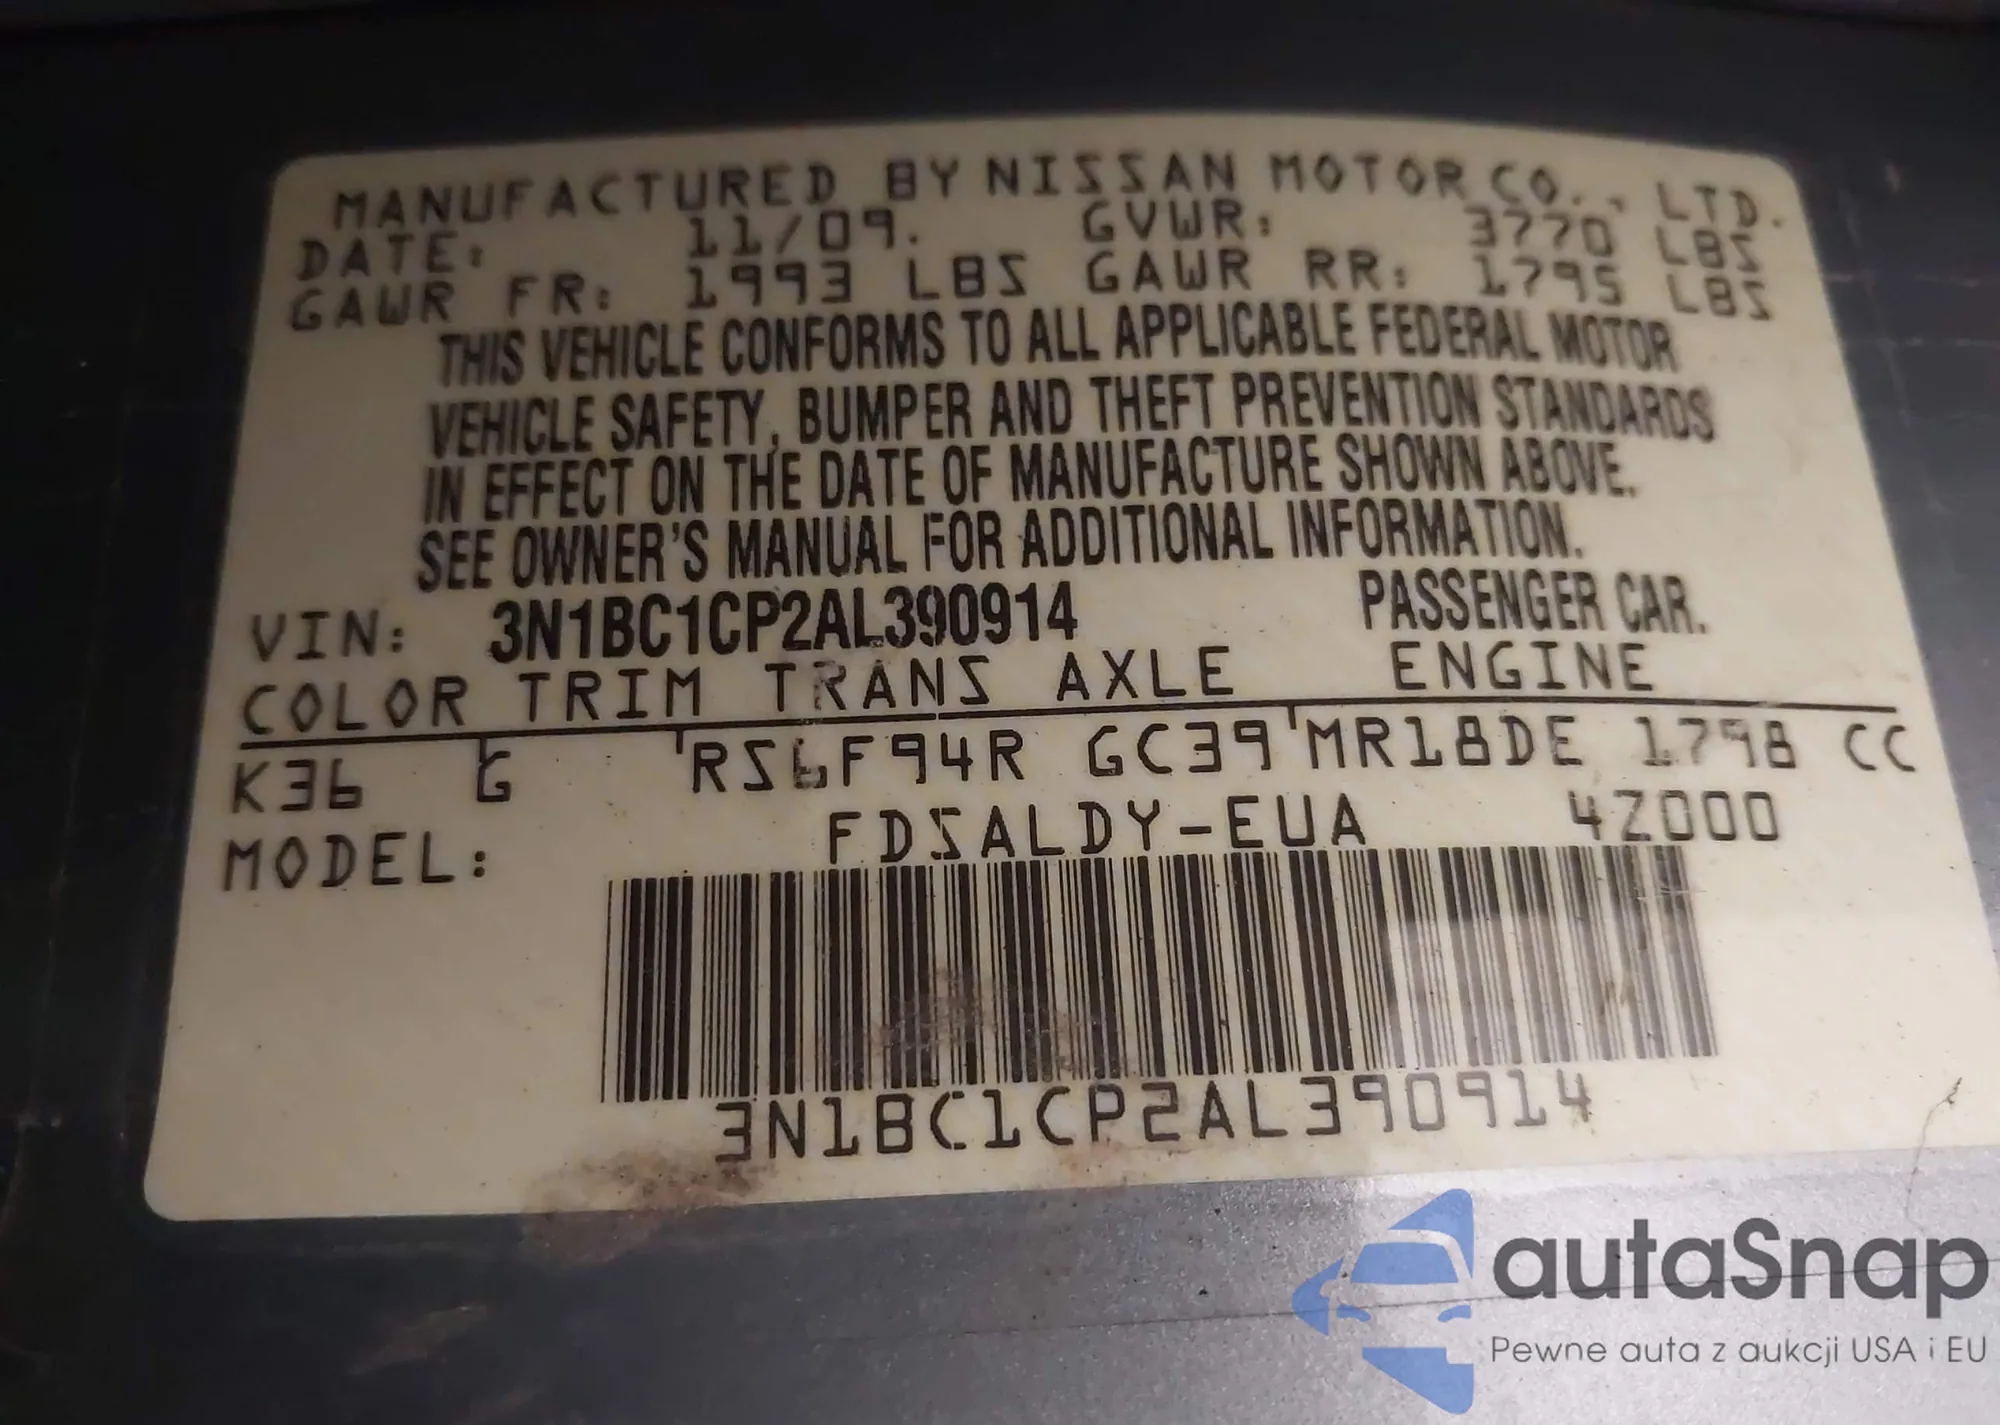 MANUFACTURED BY NISSAN MOTOR CO., LTD.
DATE: 11/09. GVWR: 3770 LBS
GAWR FR: 1993 LBS GAWR RR: 1795 LBS
THIS VEHICLE CONFORMS TO ALL APPLICABLE FEDERAL MOTOR
VEHICLE SAFETY, BUMPER AND THEFT PREVENTION STANDARDS
IN EFFECT ON THE DATE OF MANUFACTURE SHOWN ABOVE.
SEE OWNER'S MANUAL FOR ADDITIONAL INFORMATION.
VIN: 3N1BC1CP2AL390914 PASSENGER CAR.
COLOR TRIM TRANS AXLE ENGINE
K36 G RS6F94R GC39 MR18DE 1798 CC
MODEL: FDSALDY-EUA 4Z000
3N1BC1CP2AL390914
autaSnap
Pewne auta z aukcji USA i EU